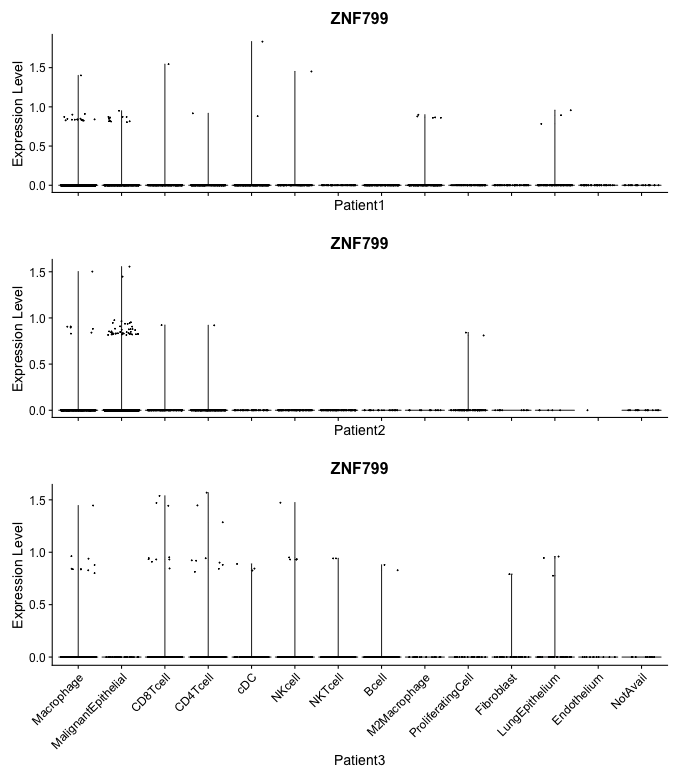 ZNF799
Expression Level
1.5
1.0
0.5
0.0
Patient1
ZNF799
Expression Level
1.5
1.0
0.5
0.0
Patient2
ZNF799
Expression Level
1.5
1.0
0.5
0.0
Macrophage
MalignantEpithelial
CD8Tcell
CD4Tcell
cDC
NKcell
NKTcell
Bcell
M2Macrophage
ProliferatingCell
Fibroblast
LungEpithelium
Endothelium
NotAvail
Patient3